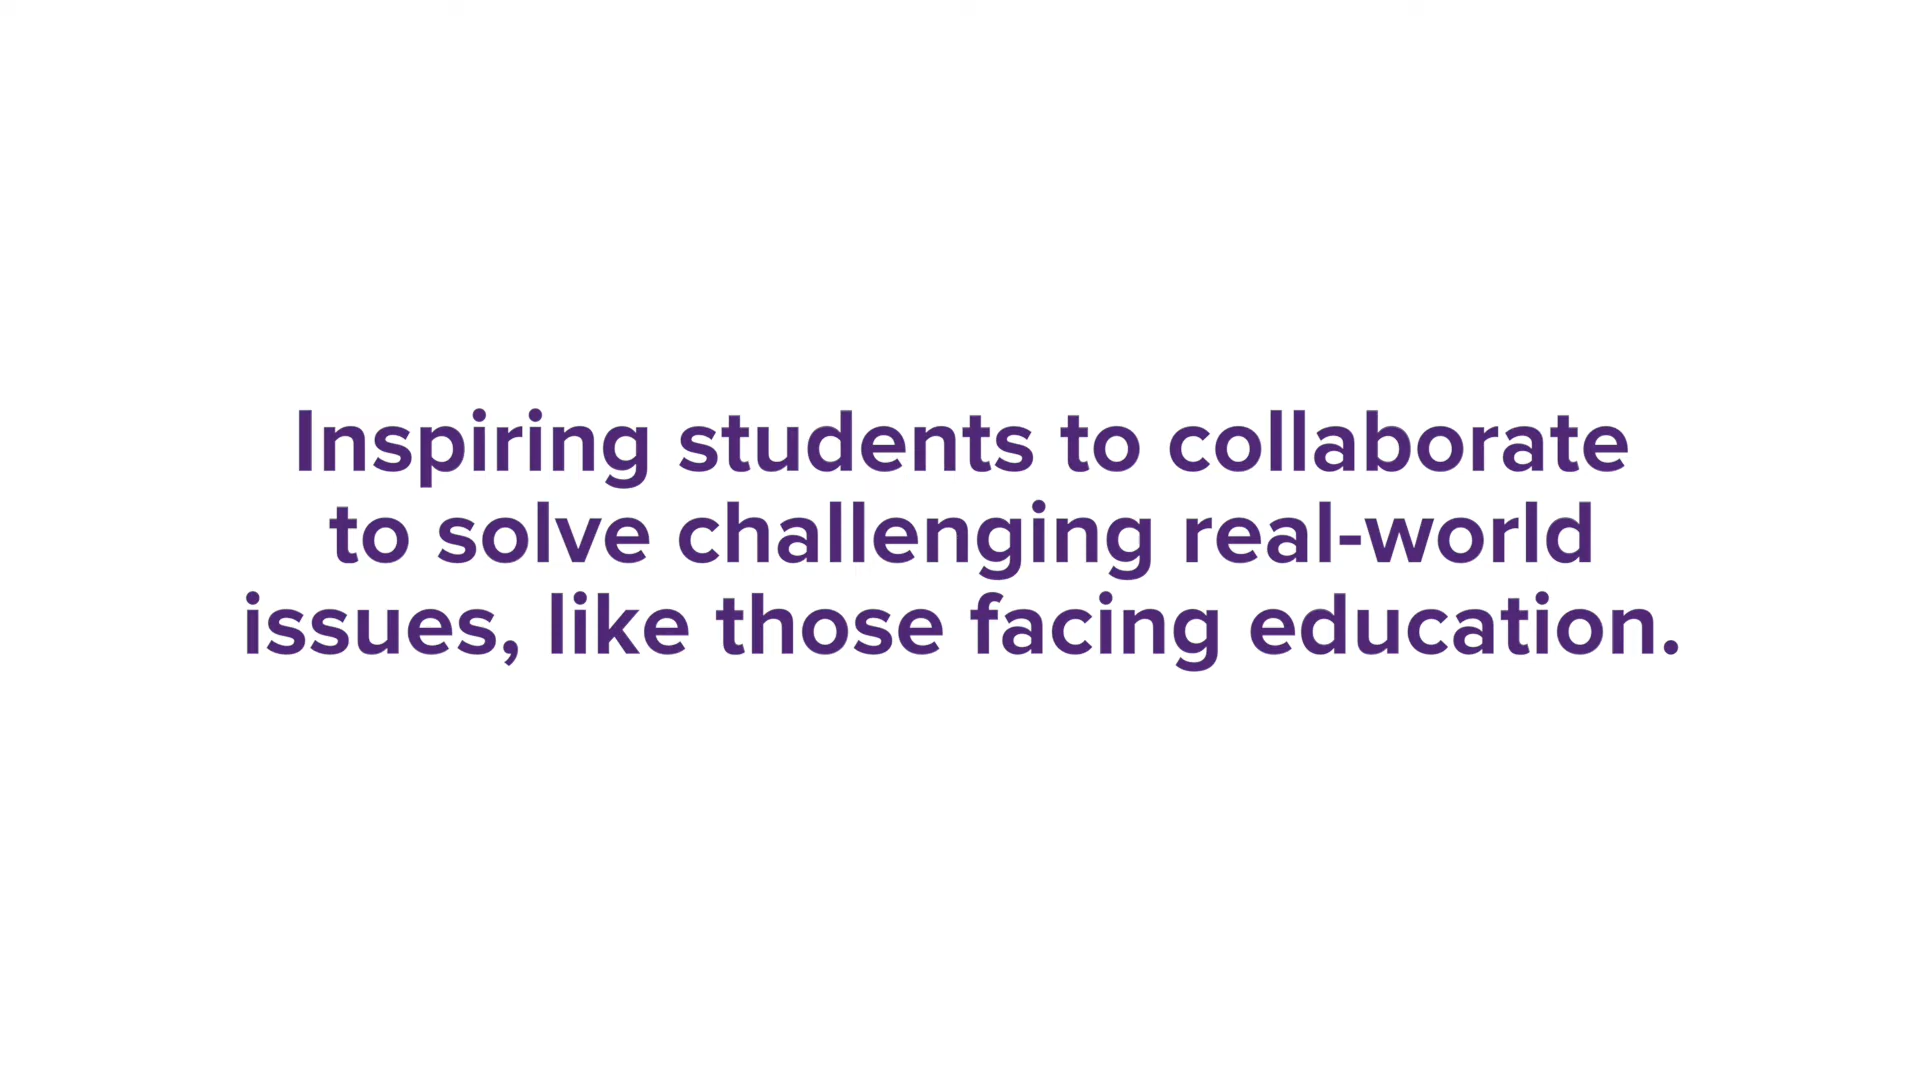 Inspiring students to collaborate
to solve challenging real-world
issues, like those facing education.